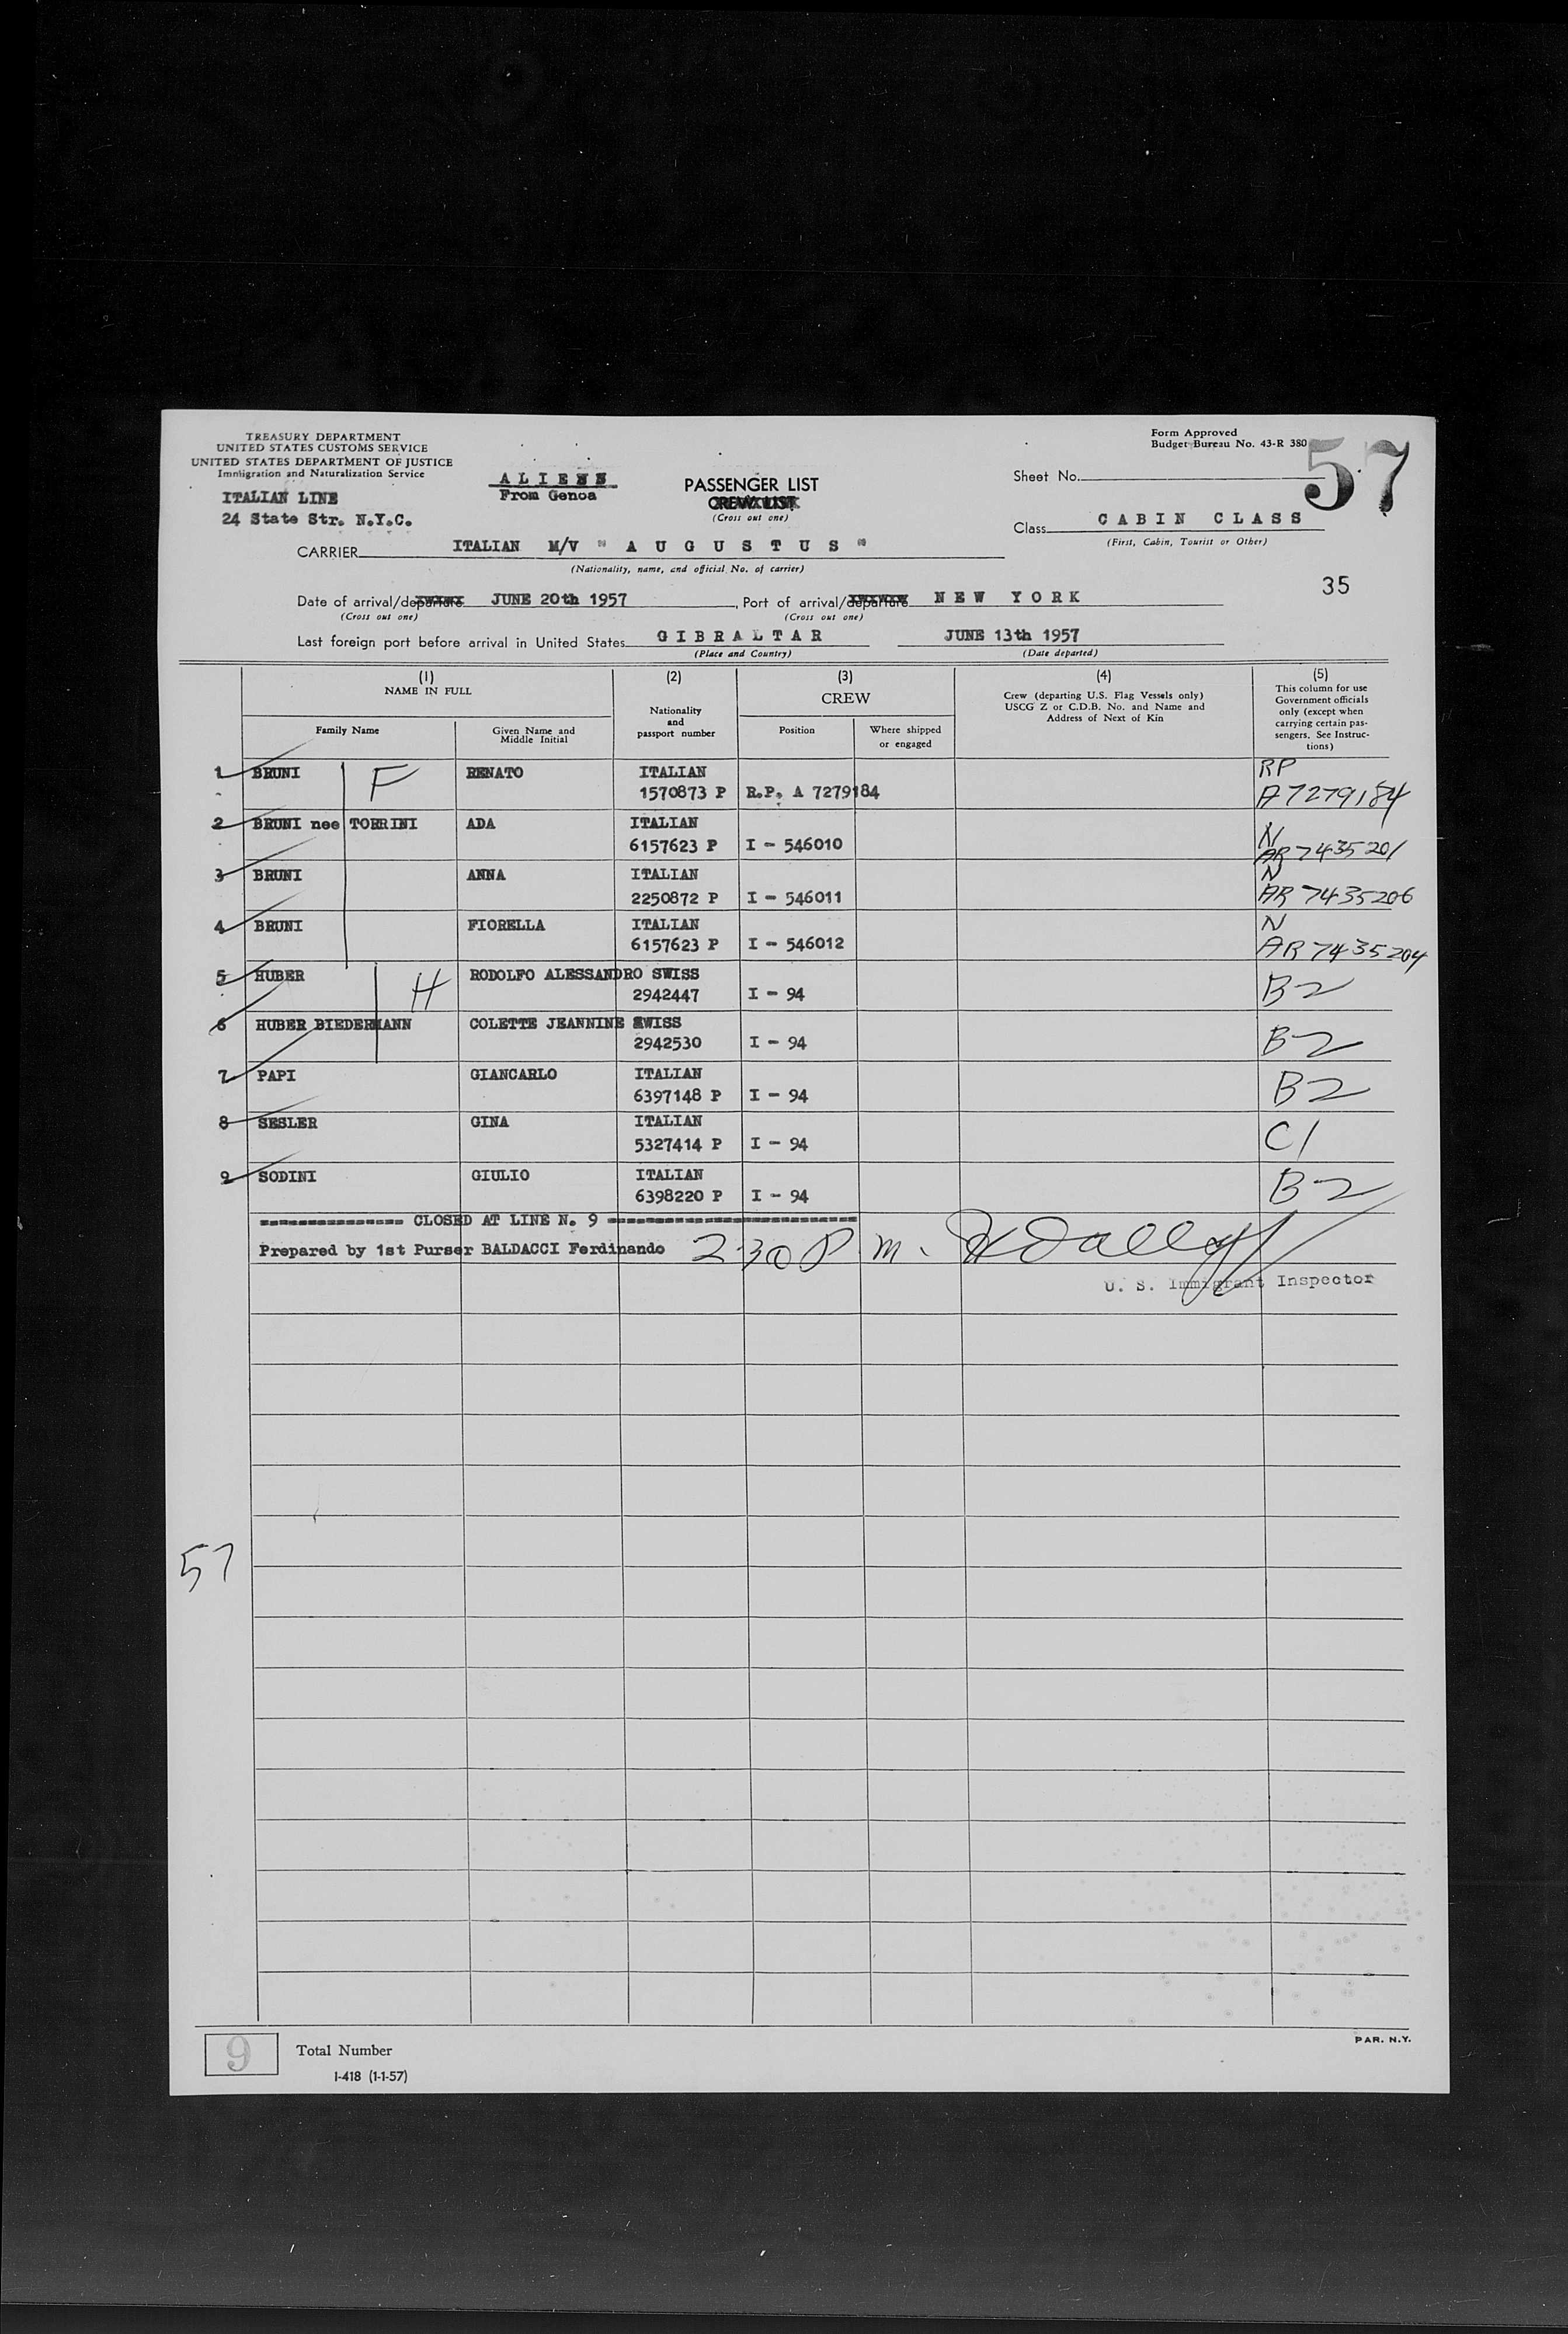 TREASURY DEPARTMENT
UNITED STATES CUSTOMS SERVICE
UNITED STATES DEPARTMENT OF JUSTICE
Immigration and Naturalization Service
ITALIAN LINE
24 State Str. N.Y.C.
ALIENS
From Genoa
PASSENGER LIST
CREW LIST
(Cross out one)
Form Approved
Budget Bureau No. 43-R 380
57
Sheet No.
Class CABIN CLASS
(First, Cabin, Tourist or Other)
CARRIER ITALIAN M/V " A U G U S T U S "
(Nationality, name, and official No. of carrier)
35
Date of arrival/departure JUNE 20th 1957, Port of arrival/departure NEW YORK
(Cross out one) (Cross out one)
Last foreign port before arrival in United States GIBRALTAR JUNE 13th 1957
(Place and Country) (Date departed)
(1) NAME IN FULL
Family Name
Given Name and Middle Initial
(2) Nationality and passport number
(3) CREW
Position
Where shipped or engaged
(4) Crew (departing U.S. Flag Vessels only) USCG Z or C.D.B. No. and Name and Address of Next of Kin
(5) This column for use Government officials only (except when carrying certain passengers. See Instructions)
1 BRUNI F RENATO ITALIAN RP
1570873 P R.P. A 7279184 A7279184
2 BRUNI nee TORRINI ADA ITALIAN N
6157623 P I - 546010 AR 7435201
3 BRUNI ANNA ITALIAN N
2250872 P I - 546011 AR 7435206
4 BRUNI FIORELLA ITALIAN N
6157623 P I - 546012 AR 7435204
5 HUBER H RODOLFO ALESSANDRO SWISS B2
2942447 I - 94
6 HUBER BIEDERMANN COLETTE JEANNINE SWISS B2
2942530 I - 94
7 PAPI GIANCARLO ITALIAN B2
6397148 P I - 94
8 SESLER GINA ITALIAN C1
5327414 P I - 94
9 SODINI GIULIO ITALIAN B2
6398220 P I - 94
--------------- CLOSED AT LINE N. 9 --------------------------
Prepared by 1st Purser BALDACCI Ferdinando 2 30 P m.
U. S. Immigrant Inspector
57
9 Total Number
I-418 (1-1-57)
PAR. N.Y.